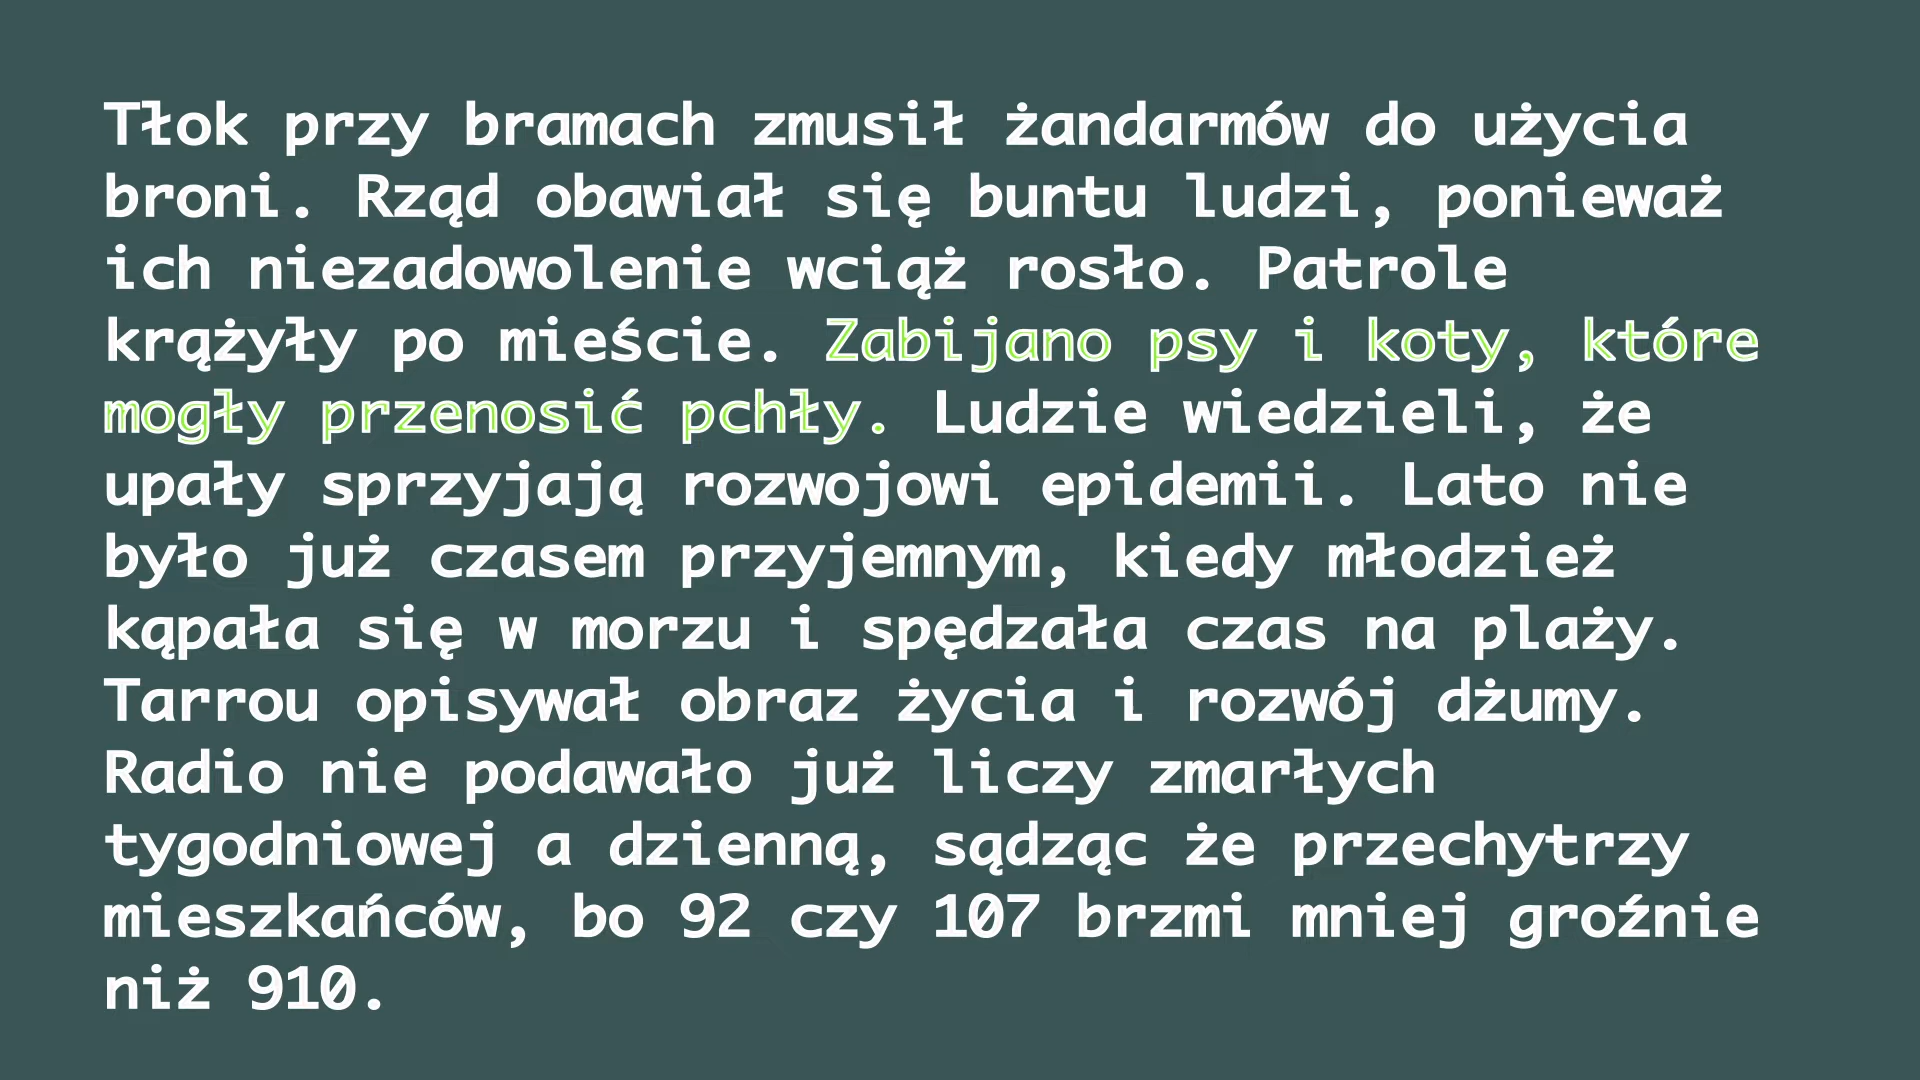 Tłok przy bramach zmusił żandarmów do użycia
broni. Rząd obawiał się buntu ludzi, ponieważ
ich niezadowolenie wciąż rosło. Patrole
krążyły po mieście. Zabijano psy i koty, które
mogły przenosić pchły. Ludzie wiedzieli, że
upały sprzyjają rozwojowi epidemii. Lato nie
było już czasem przyjemnym, kiedy młodzież
kąpała się w morzu i spędzała czas na plaży.
Tarrou opisywał obraz życia i rozwój dżumy.
Radio nie podawało już liczy zmarłych
tygodniowej a dzienną, sądząc że przechytrzy
mieszkańców, bo 92 czy 107 brzmi mniej groźnie
niż 910.